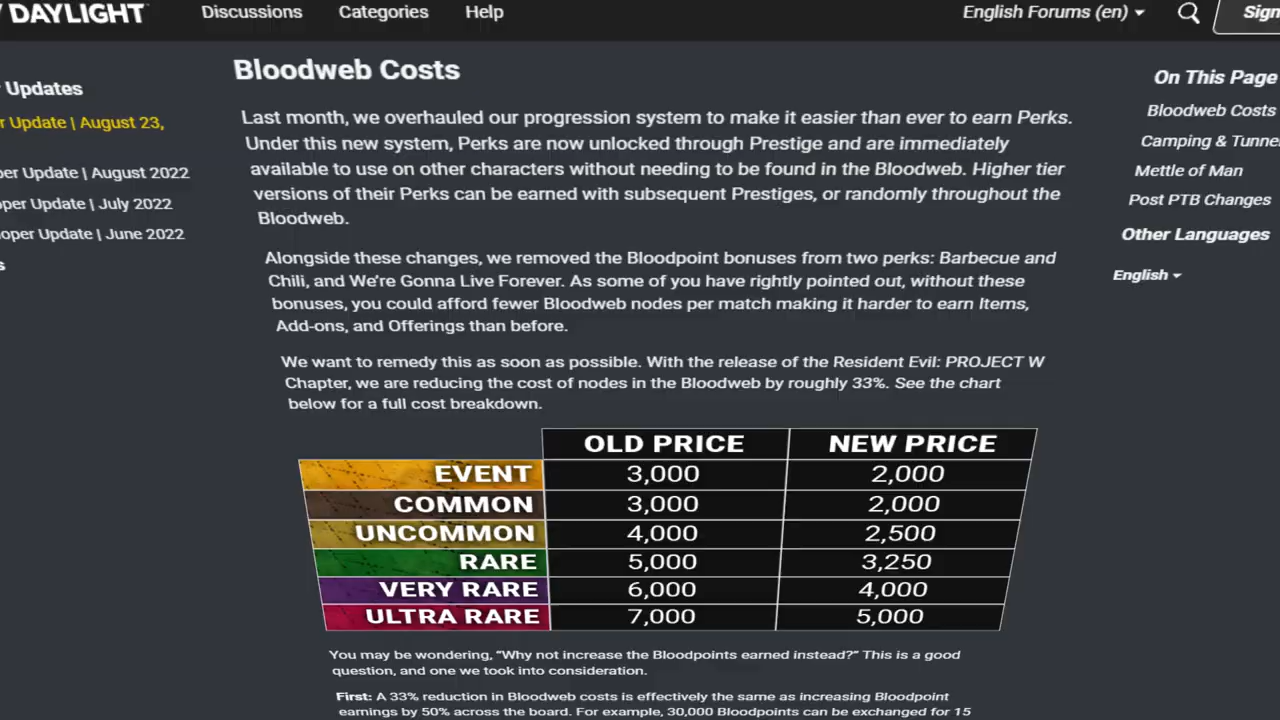 DAYLIGHT
Discussions Categories Help
English Forums (en)
Sign
Updates
Update | August 23,
Update | August 2022
Update | July 2022
Update | June 2022
Bloodweb Costs
Last month, we overhauled our progression system to make it easier than ever to earn Perks.
Under this new system, Perks are now unlocked through Prestige and are immediately
available to use on other characters without needing to be found in the Bloodweb. Higher tier
versions of their Perks can be earned with subsequent Prestiges, or randomly throughout the
Bloodweb.
Alongside these changes, we removed the Bloodpoint bonuses from two perks: Barbecue and
Chili, and We're Gonna Live Forever. As some of you have rightly pointed out, without these
bonuses, you could afford fewer Bloodweb nodes per match making it harder to earn Items,
Add-ons, and Offerings than before.
We want to remedy this as soon as possible. With the release of the Resident Evil: PROJECT W
Chapter, we are reducing the cost of nodes in the Bloodweb by roughly 33%. See the chart
below for a full cost breakdown.
OLD PRICE NEW PRICE
EVENT 3,000 2,000
COMMON 3,000 2,000
UNCOMMON 4,000 2,500
RARE 5,000 3,250
VERY RARE 6,000 4,000
ULTRA RARE 7,000 5,000
You may be wondering, “Why not increase the Bloodpoints earned instead?” This is a good
question, and one we took into consideration.
First: A 33% reduction in Bloodweb costs is effectively the same as increasing Bloodpoint
earnings by 50% across the board. For example, 30,000 Bloodpoints can be exchanged for 15
On This Page
Bloodweb Costs
Camping & Tunne
Mettle of Man
Post PTB Changes
Other Languages
English